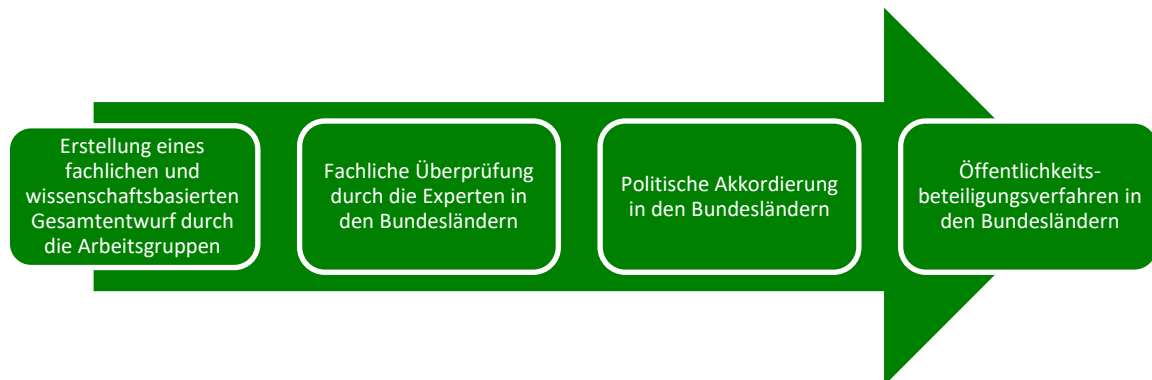 Erstellung eines
fachlichen und
wissenschaftsbasierten
Gesamtentwurf durch
die Arbeitsgruppen
Fachliche Überprüfung
durch die Experten in
den Bundesländern
Politische Akkordierung
in den Bundesländern
Öffentlichkeits-
beteiligungsverfahren in
den Bundesländern